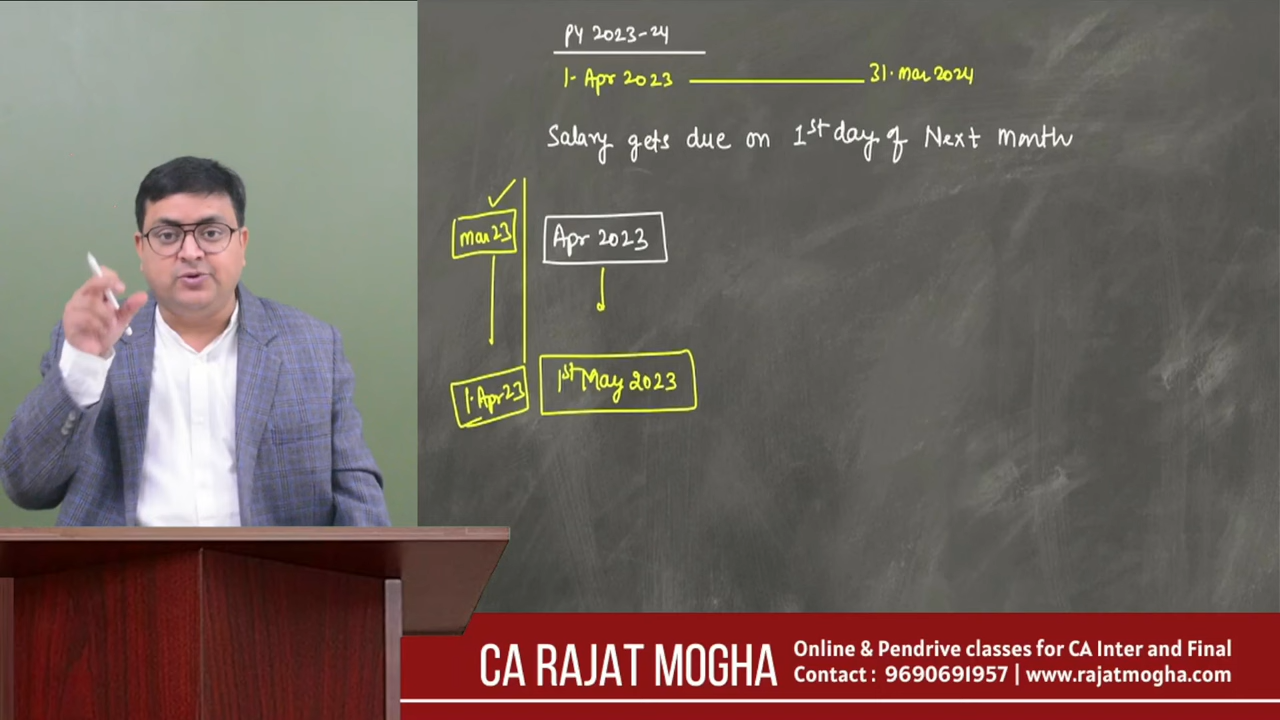 PY 2023-24
1. Apr 2023 31. Mar 2024
Salary gets due on 1st day of Next Month
Mar 23 Apr 2023
1. Apr 23 1st May 2023
CA RAJAT MOGHA
Online & Pendrive classes for CA Inter and Final
Contact : 9690691957 | www.rajatmogha.com